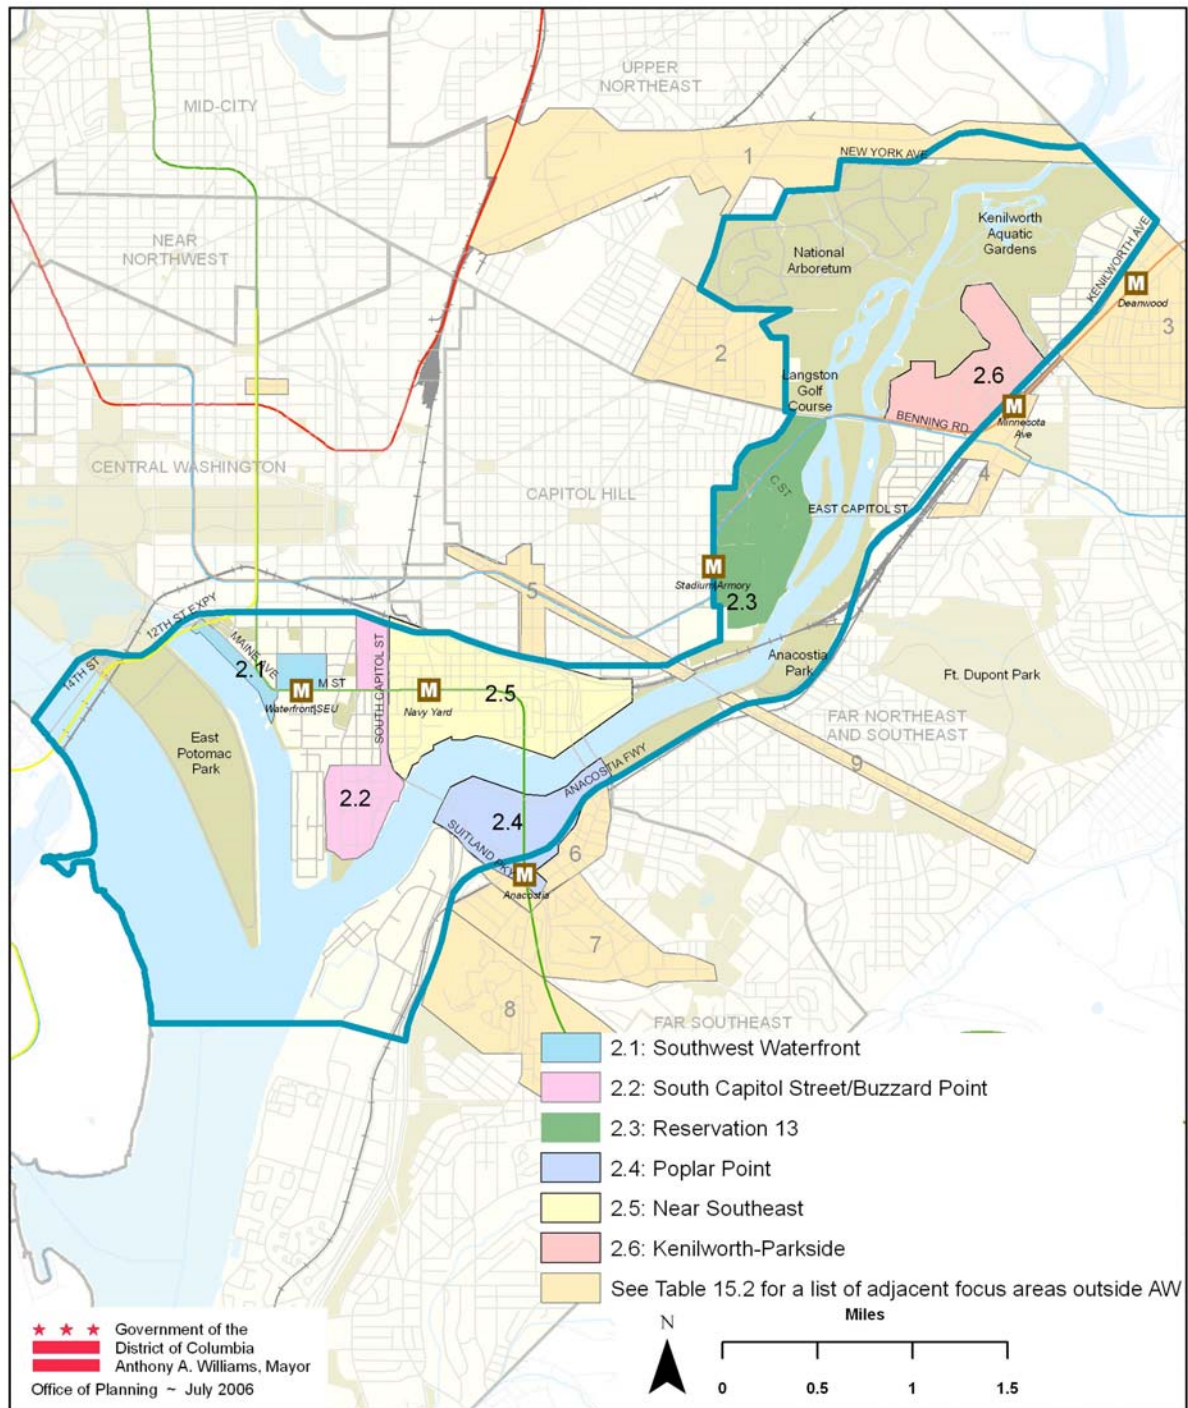 UPPER
NORTHEAST
MID-CITY
1
NEW YORK AVE
Kenilworth
Aquatic
Gardens
NEAR
NORTHWEST
National
Arboretum
KENILWORTH AVE
M
Deanwood
3
2
2.6
Langston
Golf
Course
M
Minnesota
Ave
BENNING RD
CENTRAL WASHINGTON
4
C ST
CAPITOL HILL
EAST CAPITOL ST
M
Stadium\Armory
5
2.3
12TH ST EXPY
MAINE AVE
14TH ST
2.1
SOUTH CAPITOL ST
Anacostia
Park
Ft. Dupont Park
M
M ST
M
2.5
Waterfront\SEU
Navy Yard
FAR NORTHEAST
AND SOUTHEAST
East
Potomac
Park
ANACOSTIA FWY
9
2.2
2.4
SUITLAND PKWY
6
M
Anacostia
7
8
FAR SOUTHEAST
2.1: Southwest Waterfront
2.2: South Capitol Street/Buzzard Point
2.3: Reservation 13
2.4: Poplar Point
2.5: Near Southeast
2.6: Kenilworth-Parkside
See Table 15.2 for a list of adjacent focus areas outside AW
Miles
N
0 0.5 1 1.5
Government of the
District of Columbia
Anthony A. Williams, Mayor
Office of Planning ~ July 2006